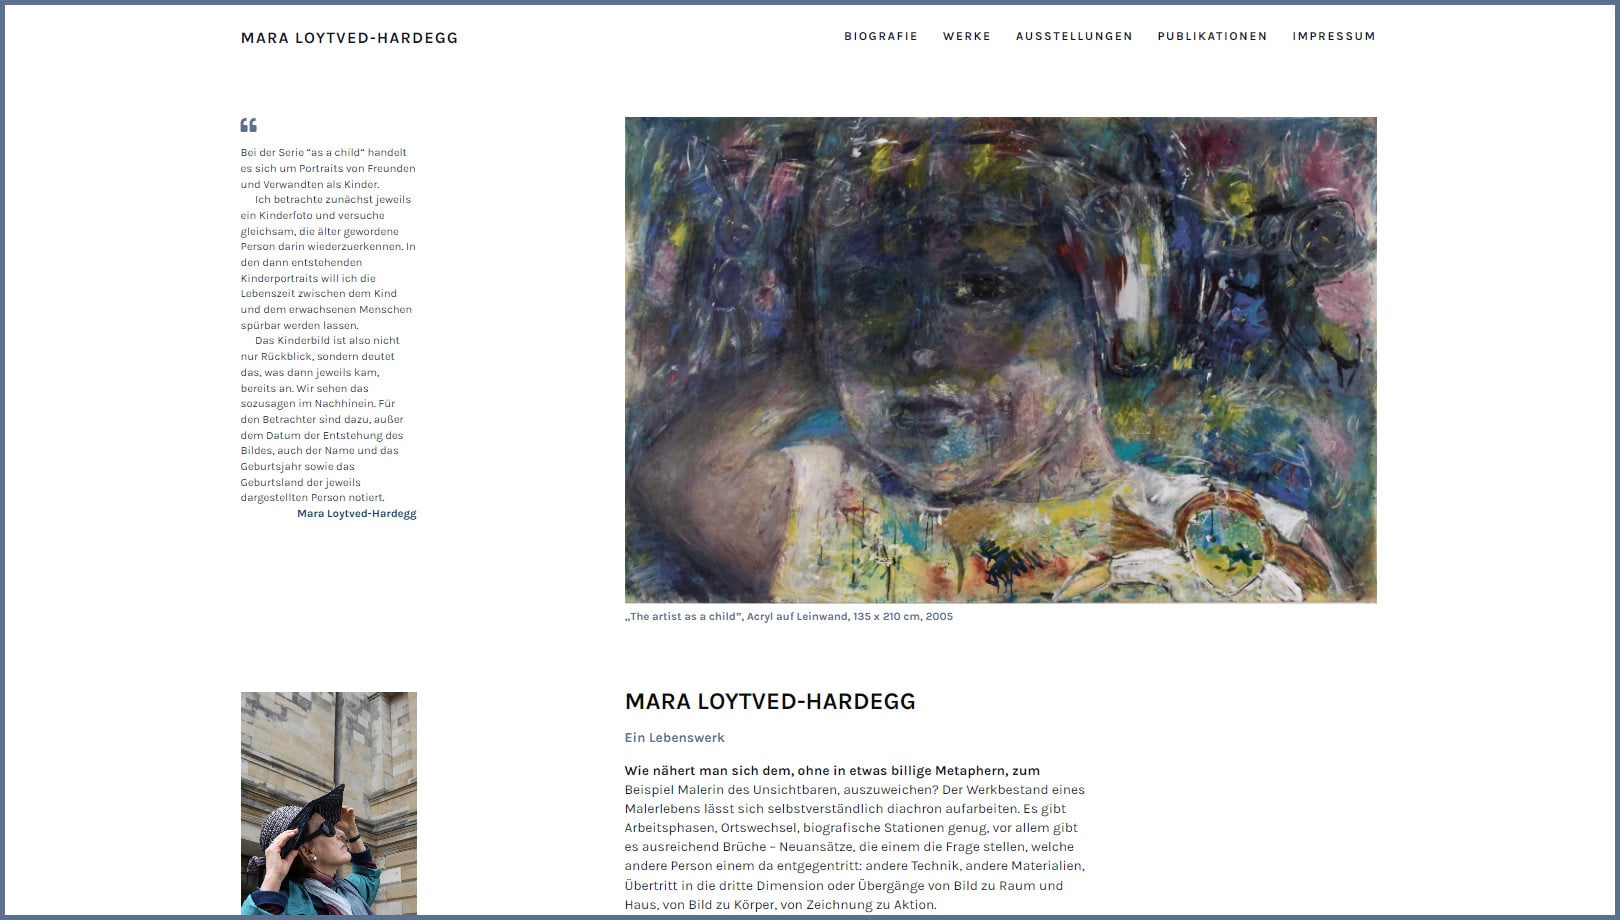 MARA LOYTVED-HARDEGG
BIOGRAFIE WERKE AUSSTELLUNGEN PUBLIKATIONEN IMPRESSUM
“
Bei der Serie “as a child“ handelt
es sich um Portraits von Freunden
und Verwandten als Kinder.
Ich betrachte zunächst jeweils
ein Kinderfoto und versuche
gleichsam, die älter gewordene
Person darin wiederzuerkennen. In
den dann entstehenden
Kinderportraits will ich die
Lebenszeit zwischen dem Kind
und dem erwachsenen Menschen
spürbar werden lassen.
Das Kinderbild ist also nicht
nur Rückblick, sondern deutet
das, was dann jeweils kam,
bereits an. Wir sehen das
sozusagen im Nachhinein. Für
den Betrachter sind dazu, außer
dem Datum der Entstehung des
Bildes, auch der Name und das
Geburtsjahr sowie das
Geburtsland der jeweils
dargestellten Person notiert.
Mara Loytved-Hardegg
„The artist as a child”, Acryl auf Leinwand, 135 x 210 cm, 2005
MARA LOYTVED-HARDEGG
Ein Lebenswerk
Wie nähert man sich dem, ohne in etwas billige Metaphern, zum
Beispiel Malerin des Unsichtbaren, auszuweichen? Der Werkbestand eines
Malerlebens lässt sich selbstverständlich diachron aufarbeiten. Es gibt
Arbeitsphasen, Ortswechsel, biografische Stationen genug, vor allem gibt
es ausreichend Brüche – Neuansätze, die einem die Frage stellen, welche
andere Person einem da entgegentritt: andere Technik, andere Materialien,
Übertritt in die dritte Dimension oder Übergänge von Bild zu Raum und
Haus, von Bild zu Körper, von Zeichnung zu Aktion.